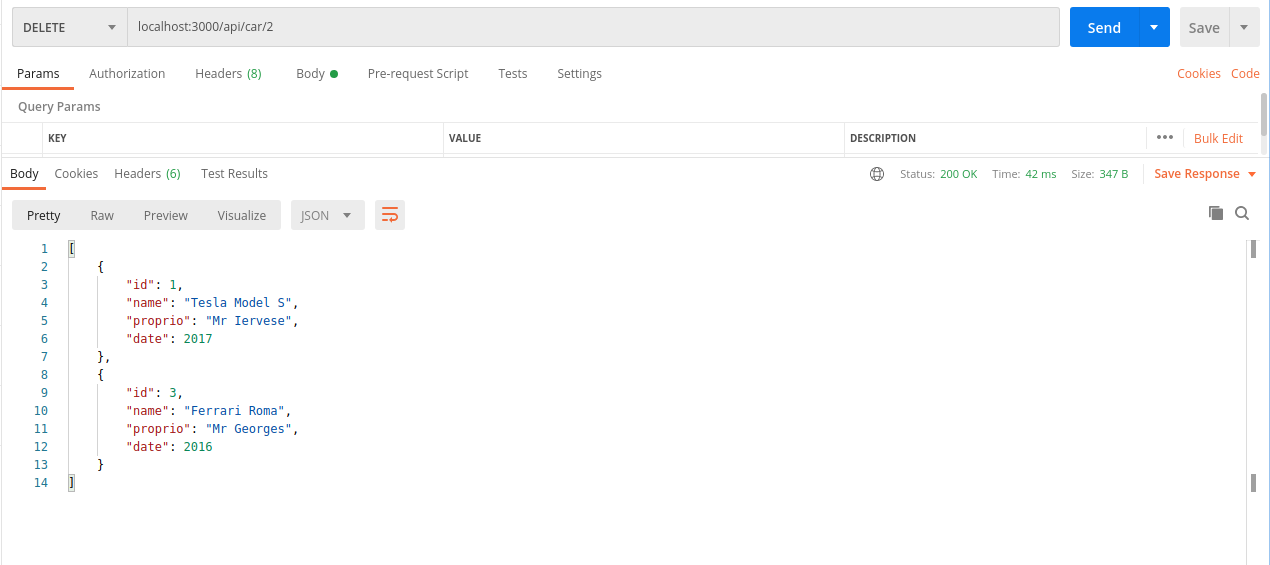 DELETE localhost:3000/api/car/2 Send Save
Params Authorization Headers (8) Body Pre-request Script Tests Settings Cookies Code
Query Params
KEY VALUE DESCRIPTION ••• Bulk Edit
Body Cookies Headers (6) Test Results Status: 200 OK Time: 42 ms Size: 347 B Save Response
Pretty Raw Preview Visualize JSON
1 [
2 {
3 "id": 1,
4 "name": "Tesla Model S",
5 "proprio": "Mr Iervese",
6 "date": 2017
7 },
8 {
9 "id": 3,
10 "name": "Ferrari Roma",
11 "proprio": "Mr Georges",
12 "date": 2016
13 }
14 ]